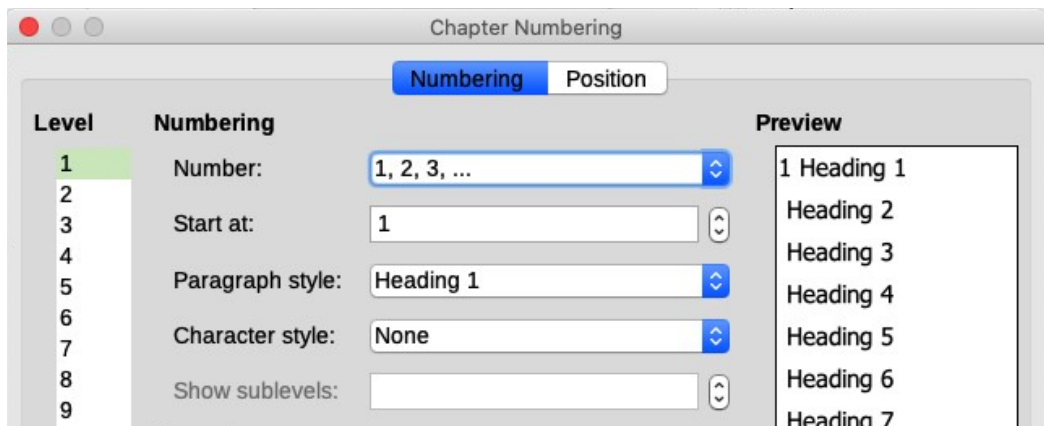 Chapter Numbering
Numbering Position
Level
1
2
3
4
5
6
7
8
9
Numbering
Number: 1, 2, 3, ...
Start at: 1
Paragraph style: Heading 1
Character style: None
Show sublevels:
Preview
1 Heading 1
Heading 2
Heading 3
Heading 4
Heading 5
Heading 6
Heading 7